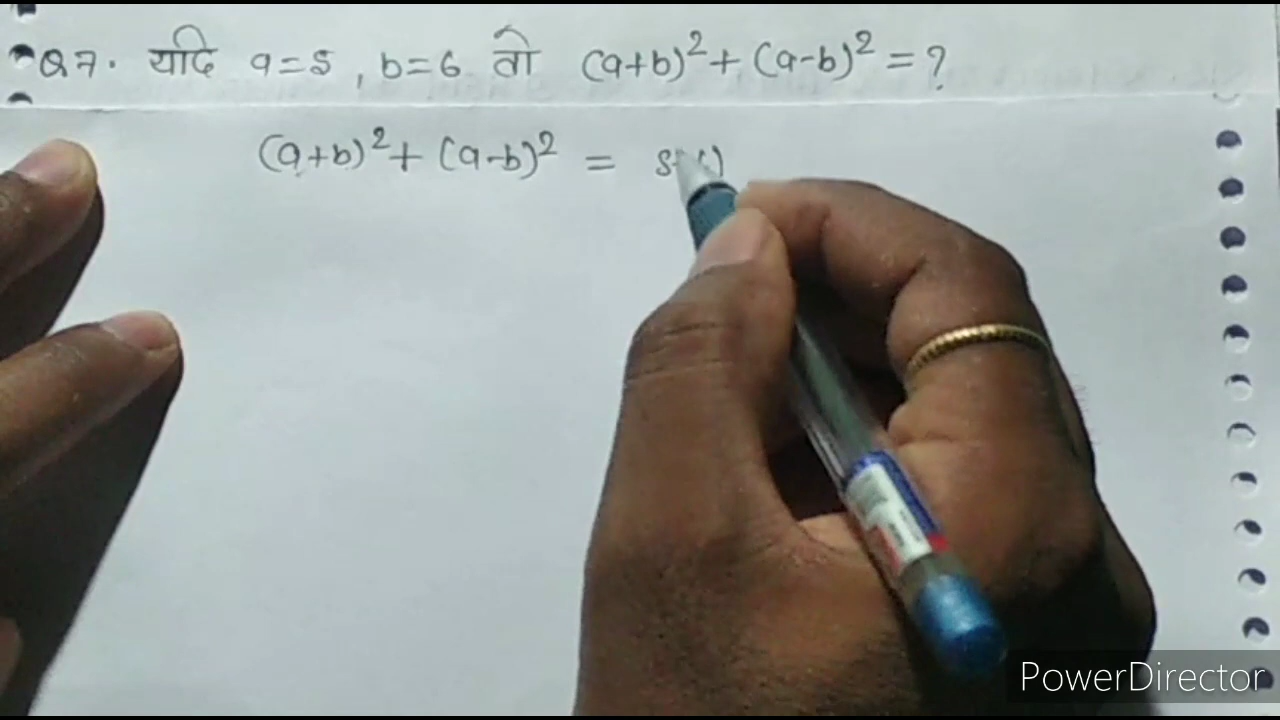 Q7. यदि a=5, b=6 तो (a+b)²+(a-b)² = ?
(a+b)²+(a-b)² =
PowerDirector